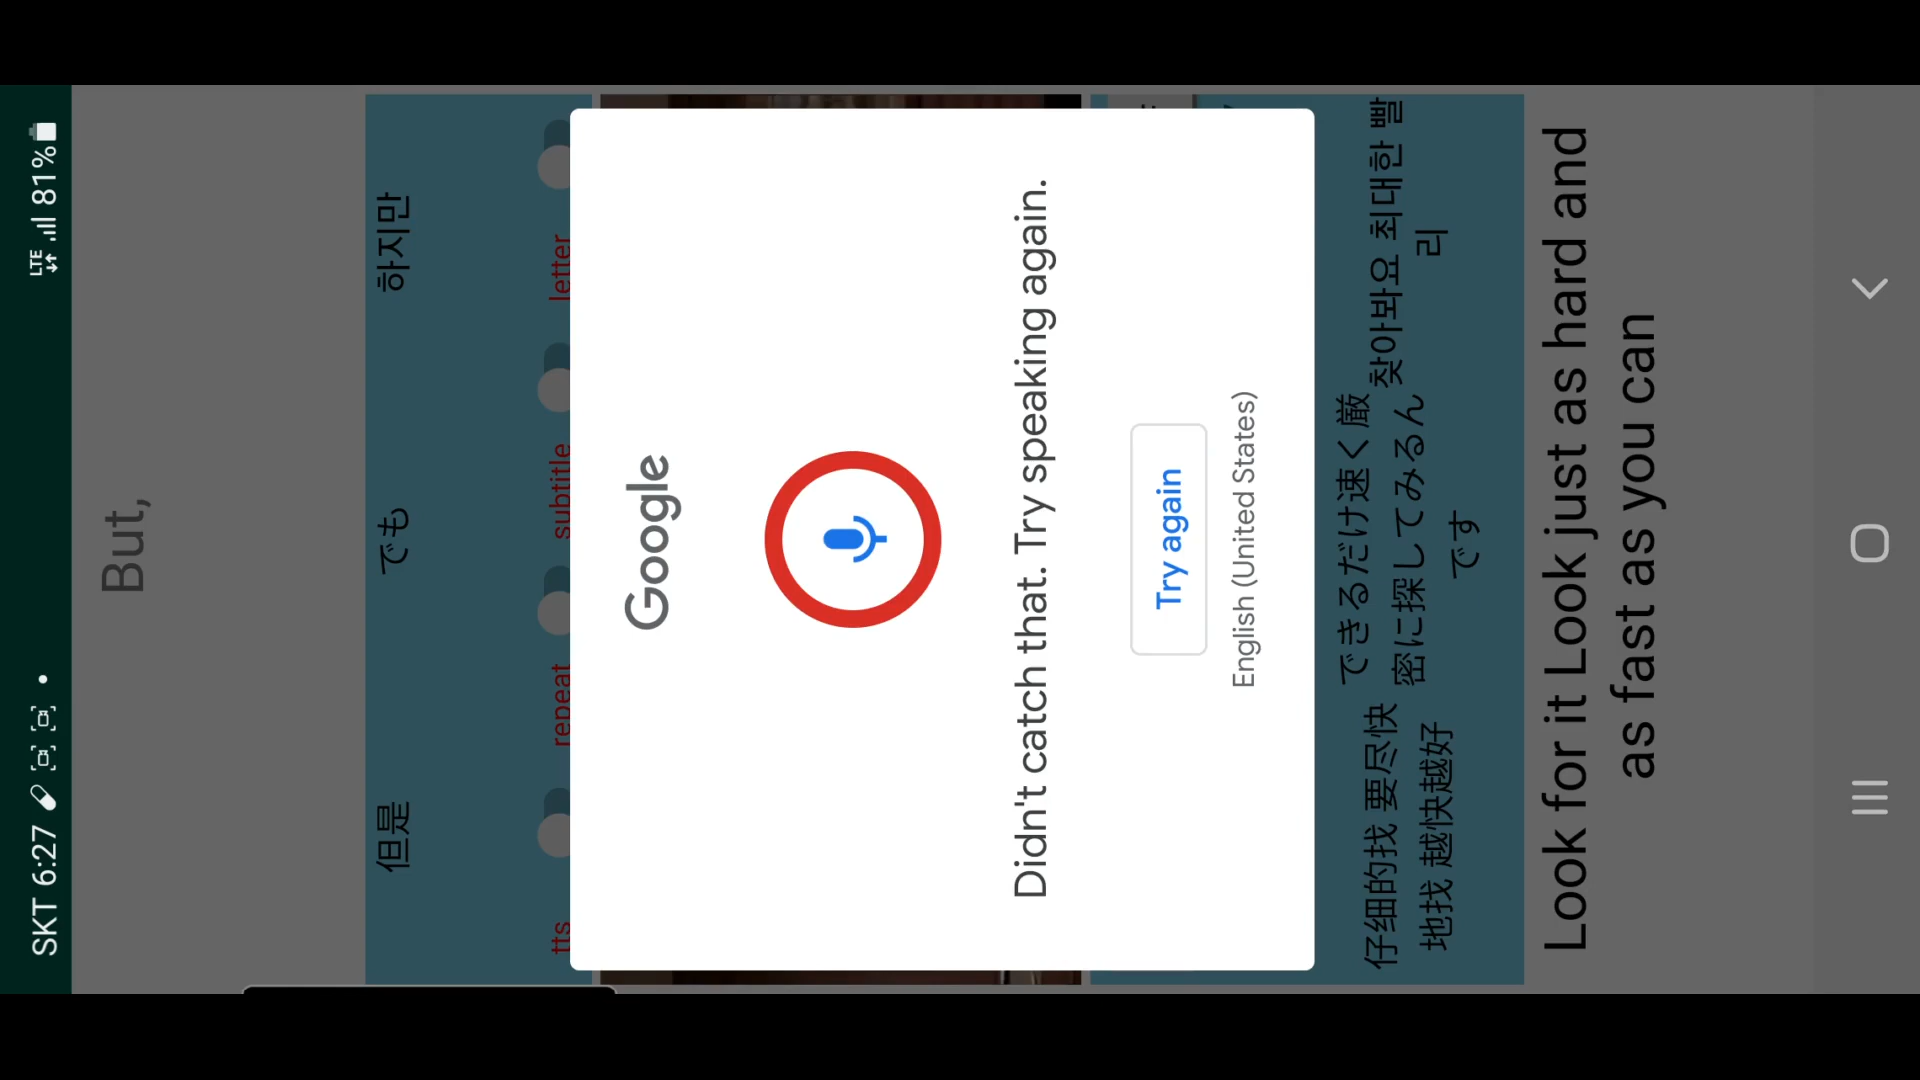 SKT 6:27
LTE
81%
But,
但是
でも
하지만
tts
repeat
subtitle
letter
Google
Didn't catch that. Try speaking again.
Try again
English (United States)
仔细的找 要尽快
地找 越快越好
できるだけ速く厳
密に探してみるん
です
찾아봐요 최대한 빨
리
Look for it Look just as hard and
as fast as you can